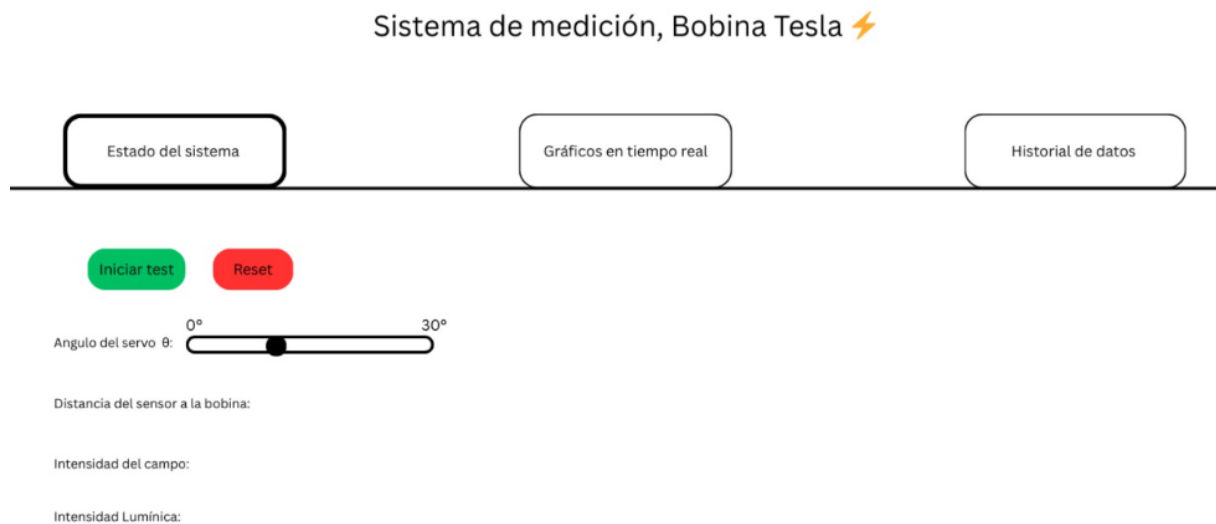 Sistema de medición, Bobina Tesla ⚡
Estado del sistema
Gráficos en tiempo real
Historial de datos
Iniciar test
Reset
0°
30°
Angulo del servo θ:
Distancia del sensor a la bobina:
Intensidad del campo:
Intensidad Lumínica: